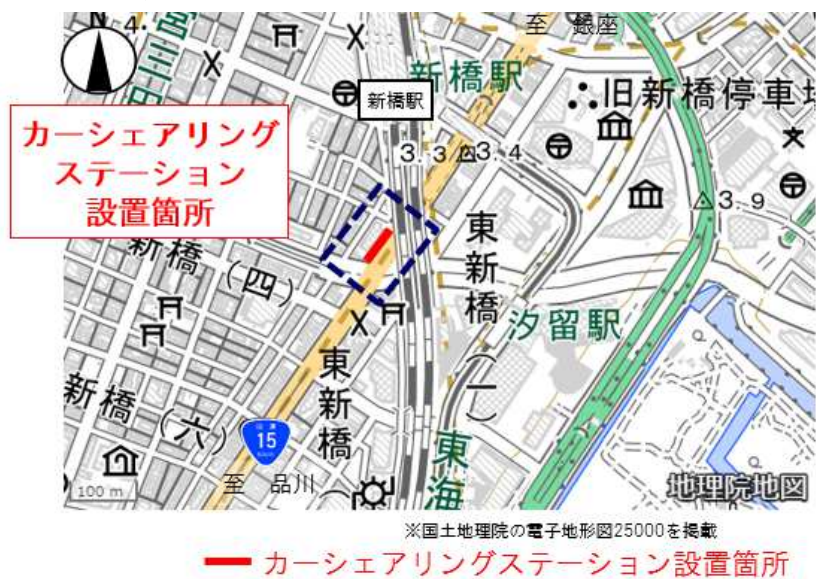 N
4.
至 銀座
新橋駅
新橋駅
旧新橋停車場
カーシェアリング
ステーション
設置箇所
3.3
3.4
3.9
東新橋(一)
新橋(四)
汐留駅
東新橋(
新橋(六)
15
至 品川
東海
100 m
地理院地図
※国土地理院の電子地形図25000を掲載
カーシェアリングステーション設置箇所